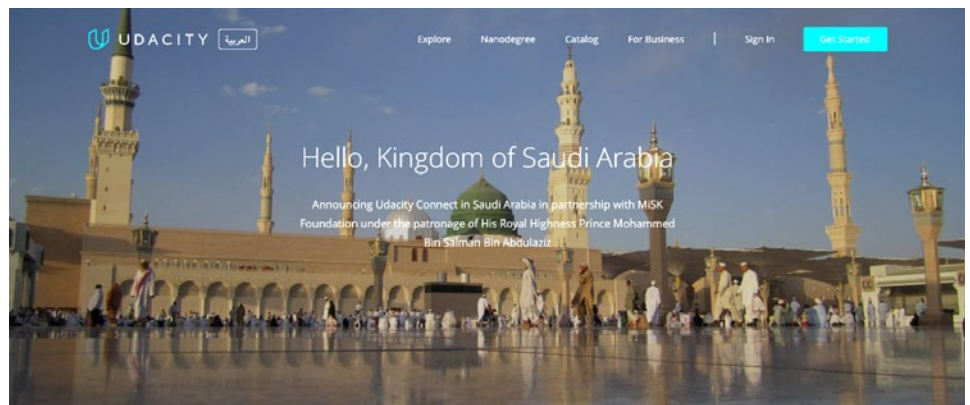 UDACITY العربية
Explore Nanodegree Catalog For Business | Sign In Get Started
Hello, Kingdom of Saudi Arabia
Announcing Udacity Connect in Saudi Arabia in partnership with MiSK
Foundation under the patronage of His Royal Highness Prince Mohammed
Bin Salman Bin Abdulaziz